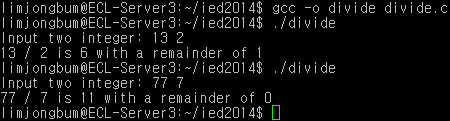 limjongbum@ECL-Server3:~/ied2014$ gcc -o divide divide.c
limjongbum@ECL-Server3:~/ied2014$ ./divide
Input two integer: 13 2
13 / 2 is 6 with a remainder of 1
limjongbum@ECL-Server3:~/ied2014$ ./divide
Input two integer: 77 7
77 / 7 is 11 with a remainder of 0
limjongbum@ECL-Server3:~/ied2014$